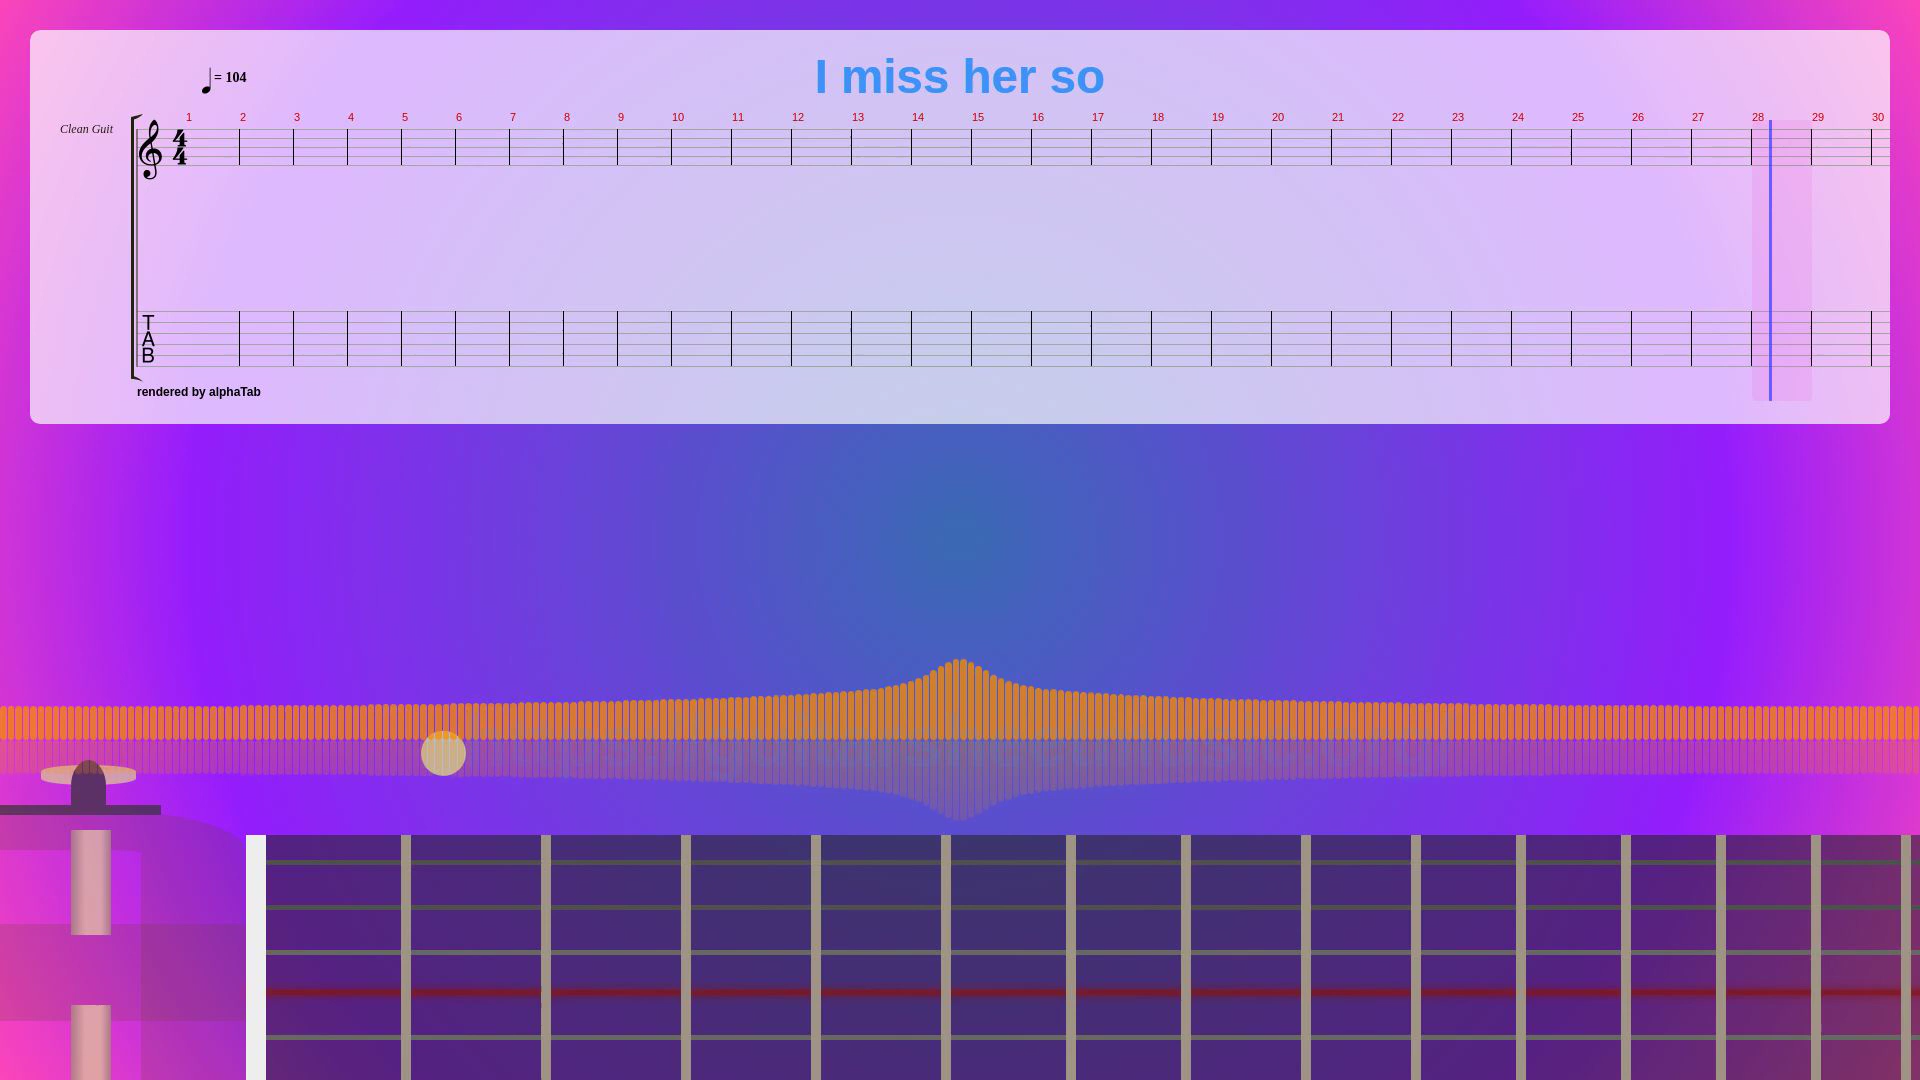 I miss her so
= 104
1 2 3 4 5 6 7 8 9 10 11 12 13 14 15 16 17 18 19 20 21 22 23 24 25 26 27 28 29 30
Clean Guit
4
4
T
A
B
rendered by alphaTab